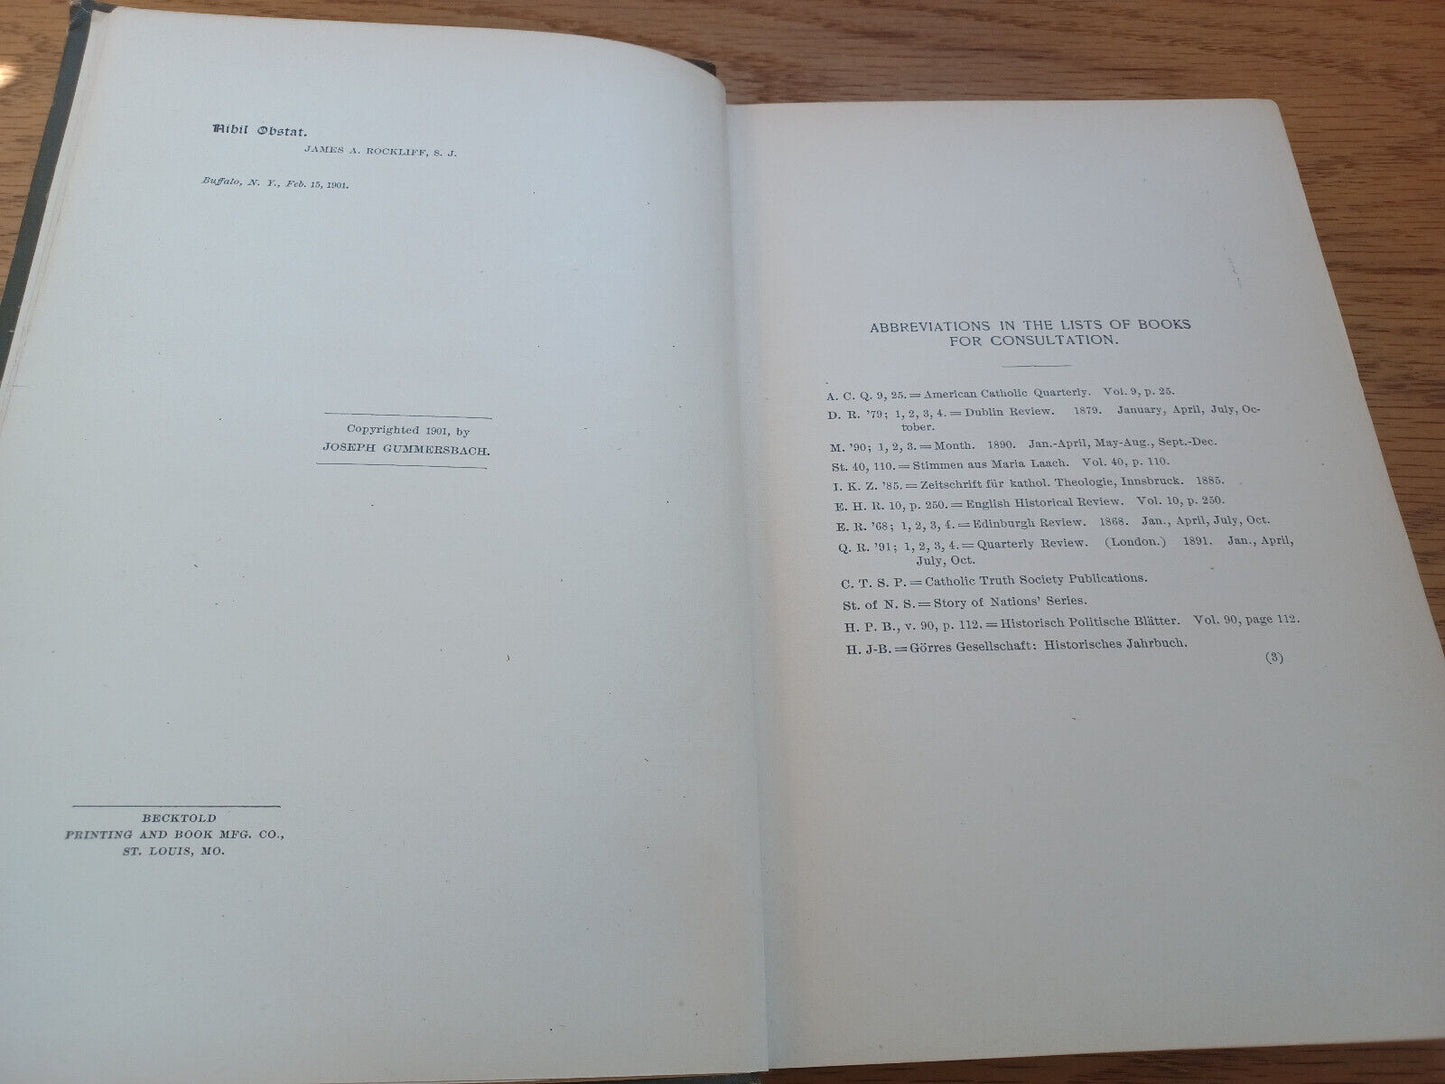 Nihil Obstat.
JAMES A. ROCKLIFF, S. J.
Buffalo, N. Y., Feb. 15, 1901.
Copyrighted 1901, by
JOSEPH GUMMERSBACH.
BECKTOLD
PRINTING AND BOOK MFG. CO.,
ST. LOUIS, MO.
ABBREVIATIONS IN THE LISTS OF BOOKS
FOR CONSULTATION.
A. C. Q. 9, 25. = American Catholic Quarterly. Vol. 9, p. 25.
D. R. '79; 1, 2, 3, 4. = Dublin Review. 1879. January, April, July, Oc-
tober.
M. '90; 1, 2, 3. = Month. 1890. Jan.-April, May-Aug., Sept.-Dec.
St. 40, 110. = Stimmen aus Maria Laach. Vol. 40, p. 110.
I. K. Z. '85. = Zeitschrift für kathol. Theologie, Innsbruck. 1885.
E. H. R. 10, p. 250. = English Historical Review. Vol. 10, p. 250.
E. R. '68; 1, 2, 3, 4. = Edinburgh Review. 1868. Jan., April, July, Oct.
Q. R. '91; 1, 2, 3, 4. = Quarterly Review. (London.) 1891. Jan., April,
July, Oct.
C. T. S. P. = Catholic Truth Society Publications.
St. of N. S. = Story of Nations' Series.
H. P. B., v. 90, p. 112. = Historisch Politische Blätter. Vol. 90, page 112.
H. J-B. = Görres Gesellschaft: Historisches Jahrbuch.
(3)